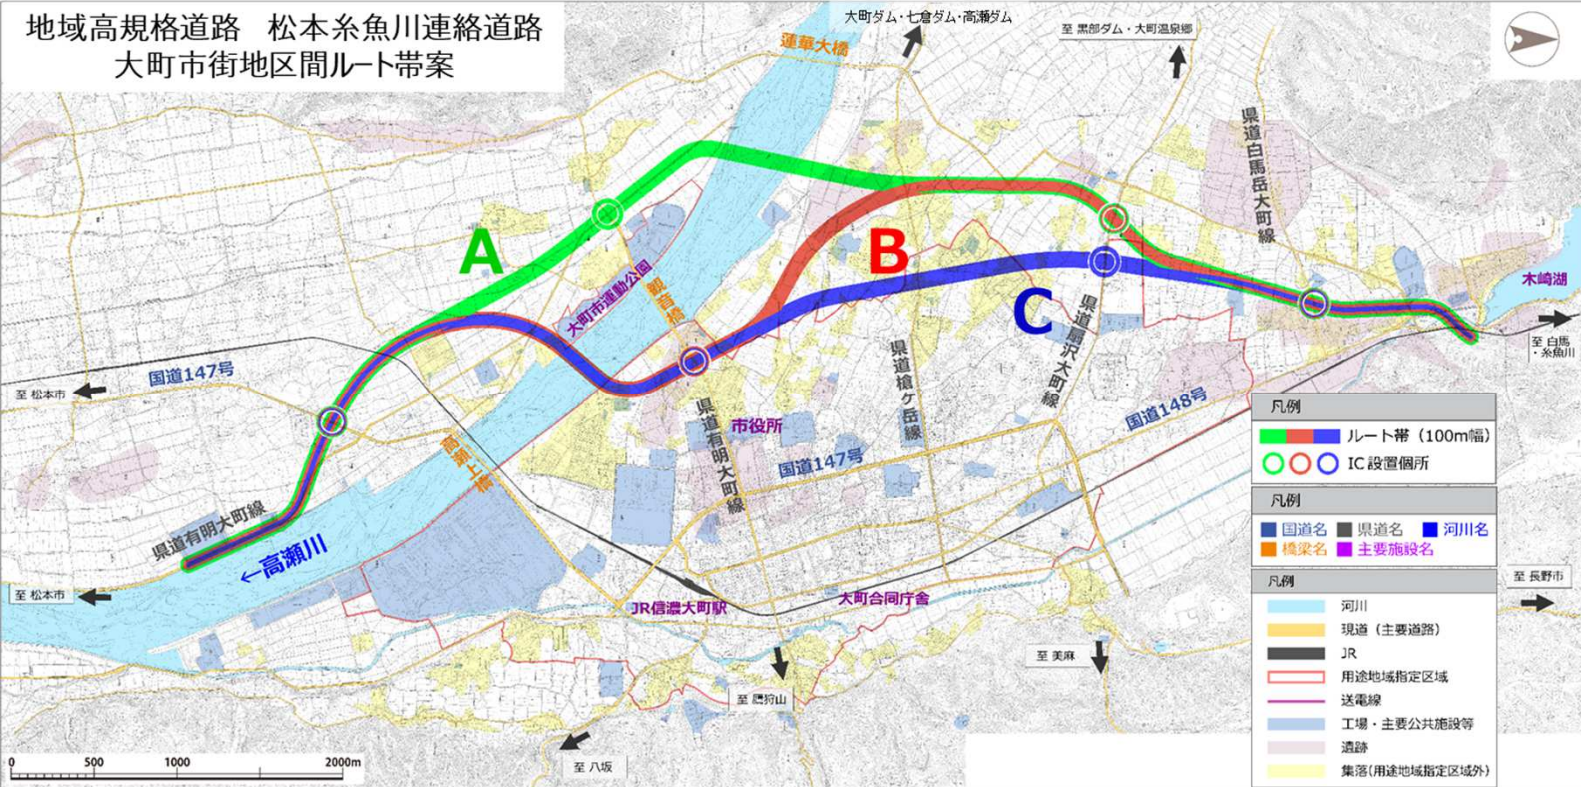 地域高規格道路　松本糸魚川連絡道路
大町市街地区間ルート帯案
大町ダム・七倉ダム・高瀬ダム
至 黒部ダム・大町温泉郷
蓮華大橋
県道白馬岳大町線
A
B
C
大町市運動公園
観音橋
木崎湖
至 白馬
・糸魚川
国道147号
至 松本市
県道槍ケ岳線
県道扇沢大町線
国道148号
高瀬上橋
県道有明大町線
市役所
国道147号
県道有明大町線
←高瀬川
至 松本市
JR信濃大町駅
大町合同庁舎
至 長野市
至 美麻
至 鷹狩山
至 八坂
0 500 1000 2000m
凡例
ルート帯（100m幅）
IC設置個所
凡例
国道名 県道名 河川名
橋梁名 主要施設名
凡例
河川
現道（主要道路）
JR
用途地域指定区域
送電線
工場・主要公共施設等
遺跡
集落(用途地域指定区域外)